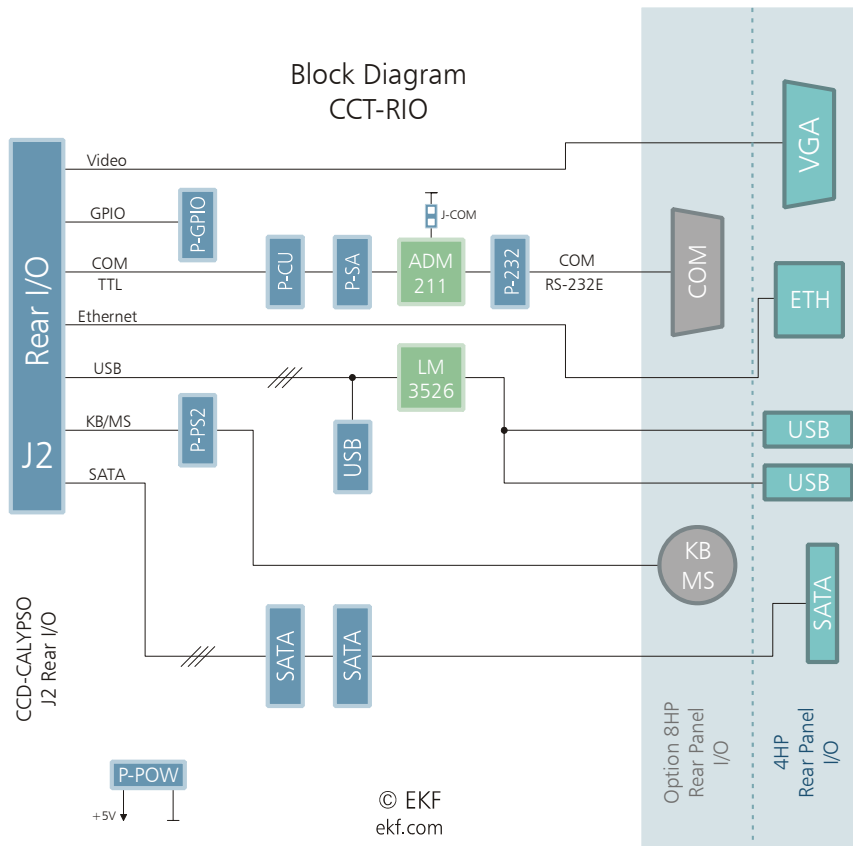 Block Diagram
CCT-RIO
Video
VGA
GPIO
P-GPIO
J-COM
COM
TTL
P-CU
P-SA
ADM
211
P-232
COM
RS-232E
COM
Rear I/O
J2
Ethernet
ETH
USB
LM
3526
USB
USB
USB
KB/MS
P-PS2
KB
MS
SATA
SATA
SATA
SATA
CCD-CALYPSO
J2 Rear I/O
Option 8HP
Rear Panel
I/O
4HP
Rear Panel
I/O
P-POW
+5V
© EKF
ekf.com